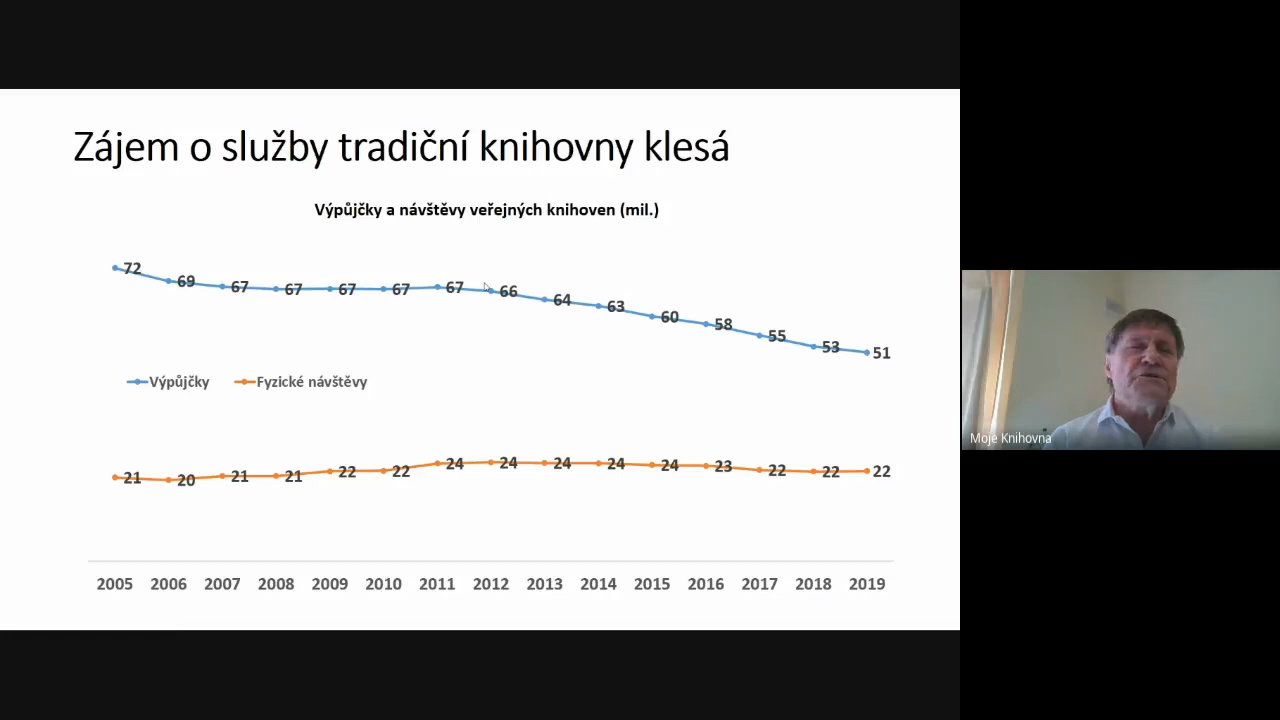 Zájem o služby tradiční knihovny klesá
Výpůjčky a návštěvy veřejných knihoven (mil.)
72 69 67 67 67 67 67 66 64 63 60 58 55 53 51
Výpůjčky Fyzické návštěvy
21 20 21 21 22 22 24 24 24 24 24 23 22 22 22
2005 2006 2007 2008 2009 2010 2011 2012 2013 2014 2015 2016 2017 2018 2019
Moje Knihovna